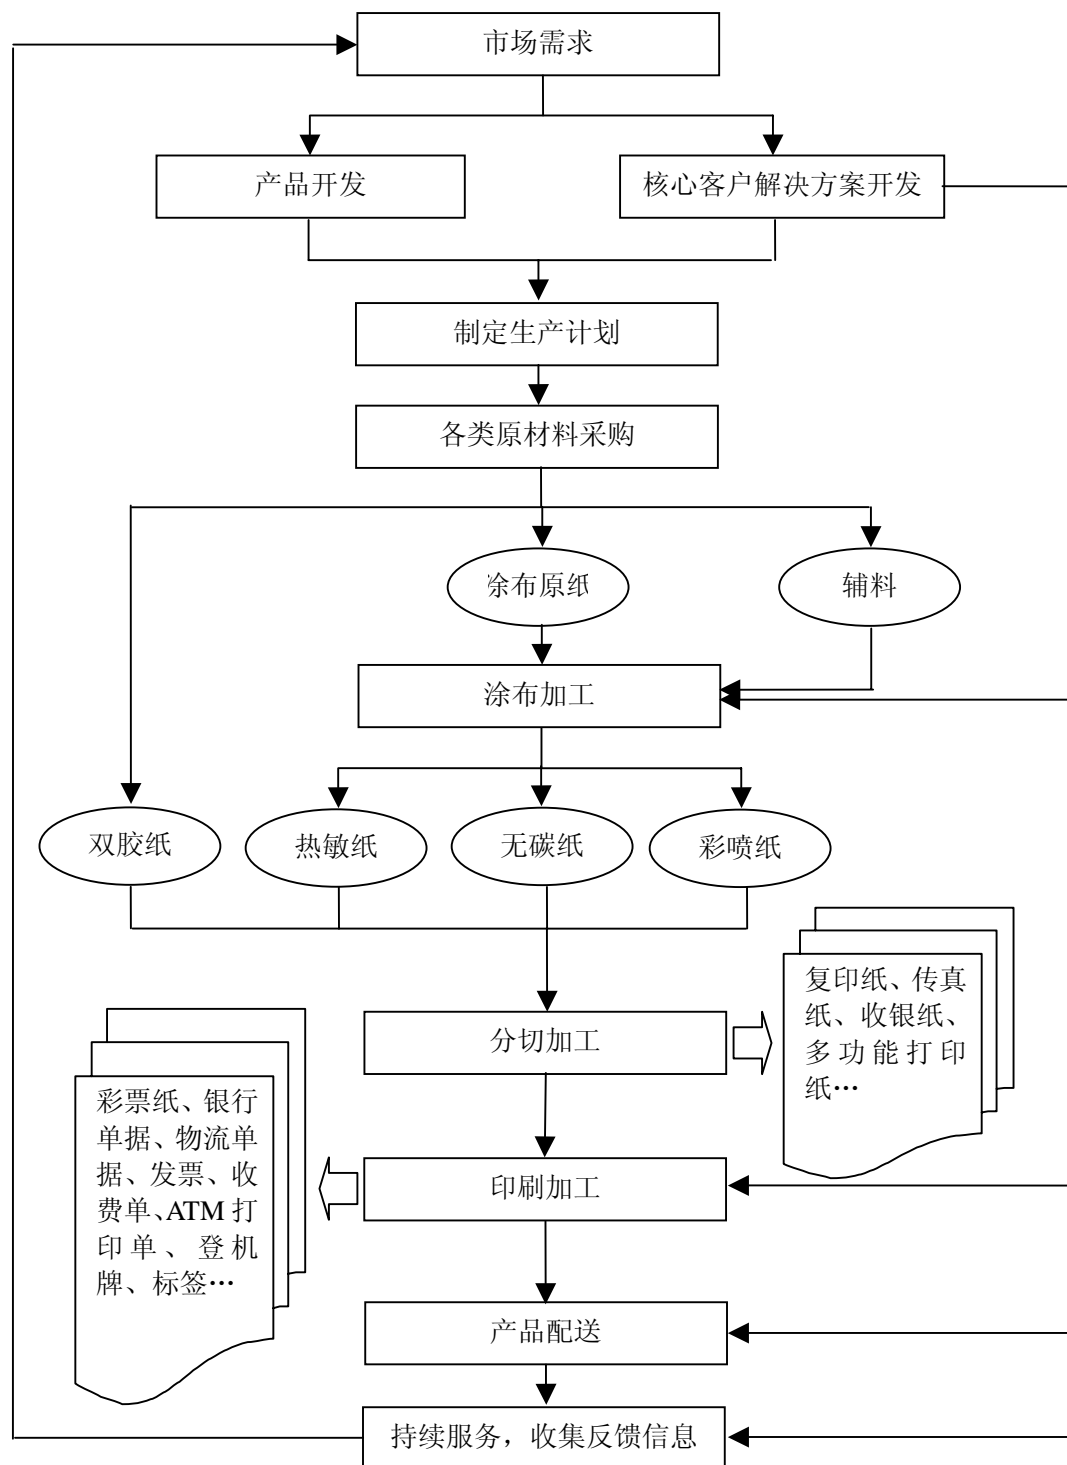 市场需求
产品开发
核心客户解决方案开发
制定生产计划
各类原材料采购
涂布原纸
辅料
涂布加工
双胶纸
热敏纸
无碳纸
彩喷纸
复印纸、传真
纸、收银纸、
多功能打印
纸…
分切加工
彩票纸、银行
单据、物流单
据、发票、收
费单、ATM 打
印单、登机
牌、标签…
印刷加工
产品配送
持续服务，收集反馈信息